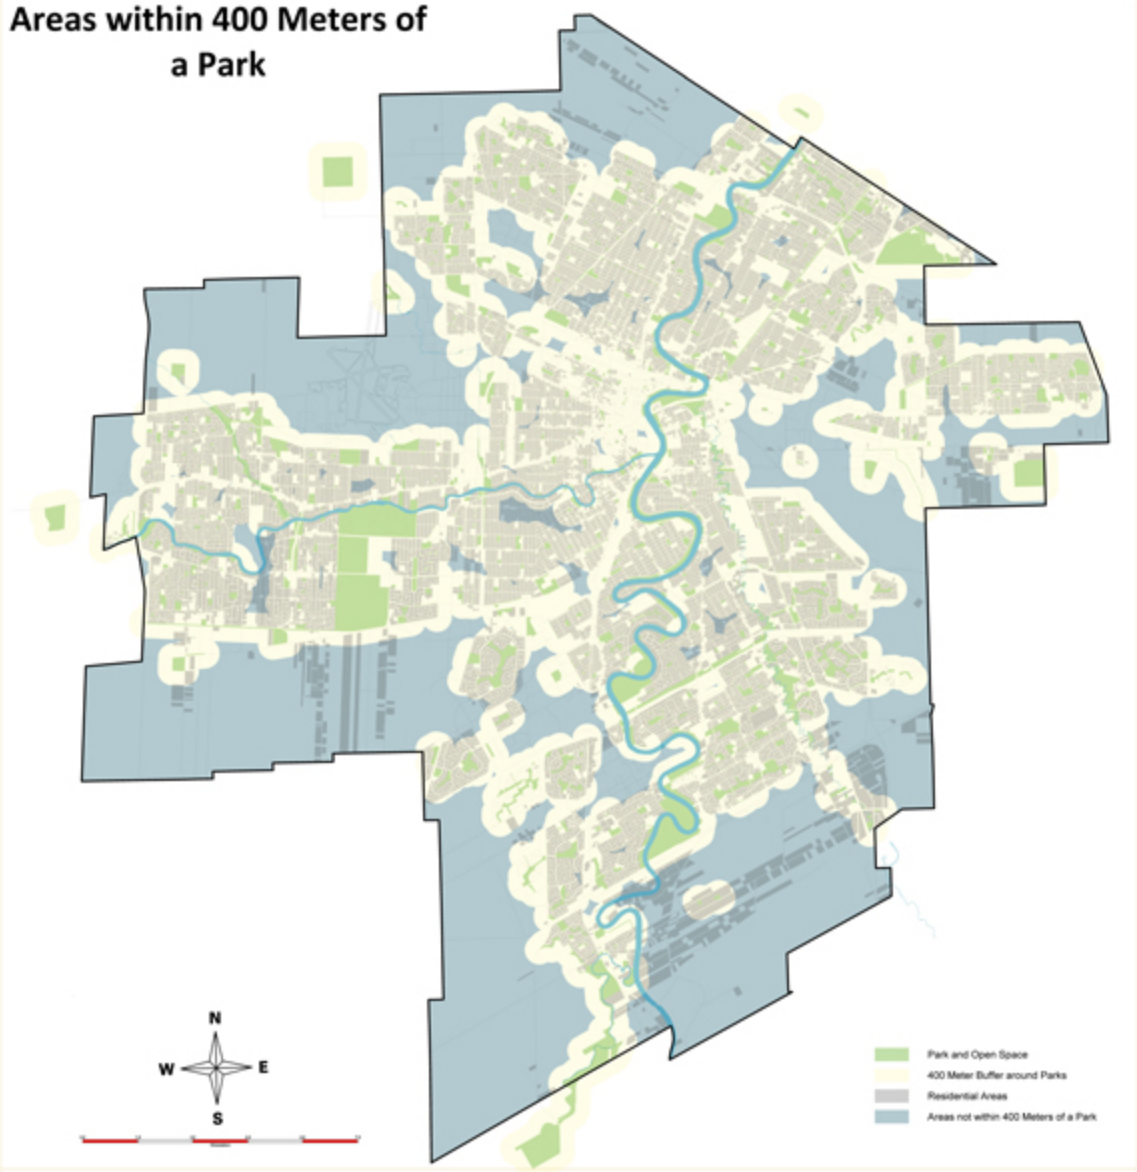 Areas within 400 Meters of
a Park
N
W
E
S
Park and Open Space
400 Meter Buffer around Parks
Residential Areas
Areas not within 400 Meters of a Park